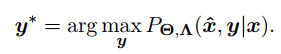 y* = arg max_y P_{Θ,Λ}(x̂, y|x).